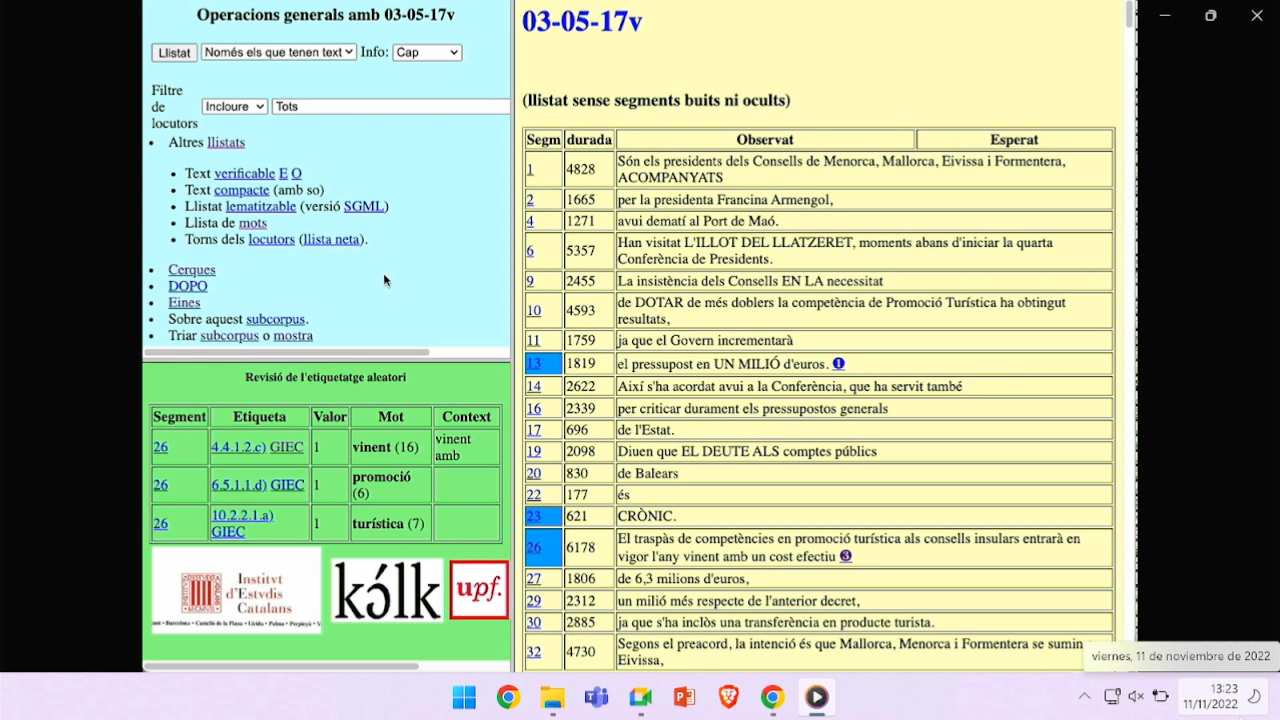 Operacions generals amb 03-05-17v
Llistat Només els que tenen text Info: Cap
Filtre
de
locutors
Incloure Tots
Altres llistats
Text verificable E O
Text compacte (amb so)
Llistat lematitzable (versió SGML)
Llista de mots
Torns dels locutors (llista neta).
Cerques
DOPO
Eines
Sobre aquest subcorpus.
Triar subcorpus o mostra
Revisió de l'etiquetatge aleatori
Segment Etiqueta Valor Mot Context
26 4.4.1.2.c) GIEC 1 vinent (16) vinent
amb
26 6.5.1.1.d) GIEC 1 promoció
(6)
26 10.2.2.1.a)
GIEC 1 turística (7)
Institvt
d'Estvdis
Catalans
kólk
upf.
03-05-17v
(llistat sense segments buits ni ocults)
Segm durada Observat Esperat
1 4828 Són els presidents dels Consells de Menorca, Mallorca, Eivissa i Formentera,
ACOMPANYATS
2 1665 per la presidenta Francina Armengol,
4 1271 avui dematí al Port de Maó.
6 5357 Han visitat L'ILLOT DEL LLATZERET, moments abans d'iniciar la quarta
Conferència de Presidents.
9 2455 La insistència dels Consells EN LA necessitat
10 4593 de DOTAR de més doblers la competència de Promoció Turística ha obtingut
resultats,
11 1759 ja que el Govern incrementarà
13 1819 el pressupost en UN MILIÓ d'euros. ❶
14 2622 Així s'ha acordat avui a la Conferència, que ha servit també
16 2339 per criticar durament els pressupostos generals
17 696 de l'Estat.
19 2098 Diuen que EL DEUTE ALS comptes públics
20 830 de Balears
22 177 és
23 621 CRÒNIC.
26 6178 El traspàs de competències en promoció turística als consells insulars entrarà en
vigor l'any vinent amb un cost efectiu ❸
27 1806 de 6,3 milions d'euros,
29 2312 un milió més respecte de l'anterior decret,
30 2885 ja que s'ha inclòs una transferència en producte turista.
32 4730 Segons el preacord, la intenció és que Mallorca, Menorca i Formentera se sumin
Eivissa,
viernes, 11 de noviembre de 2022
13:23
11/11/2022